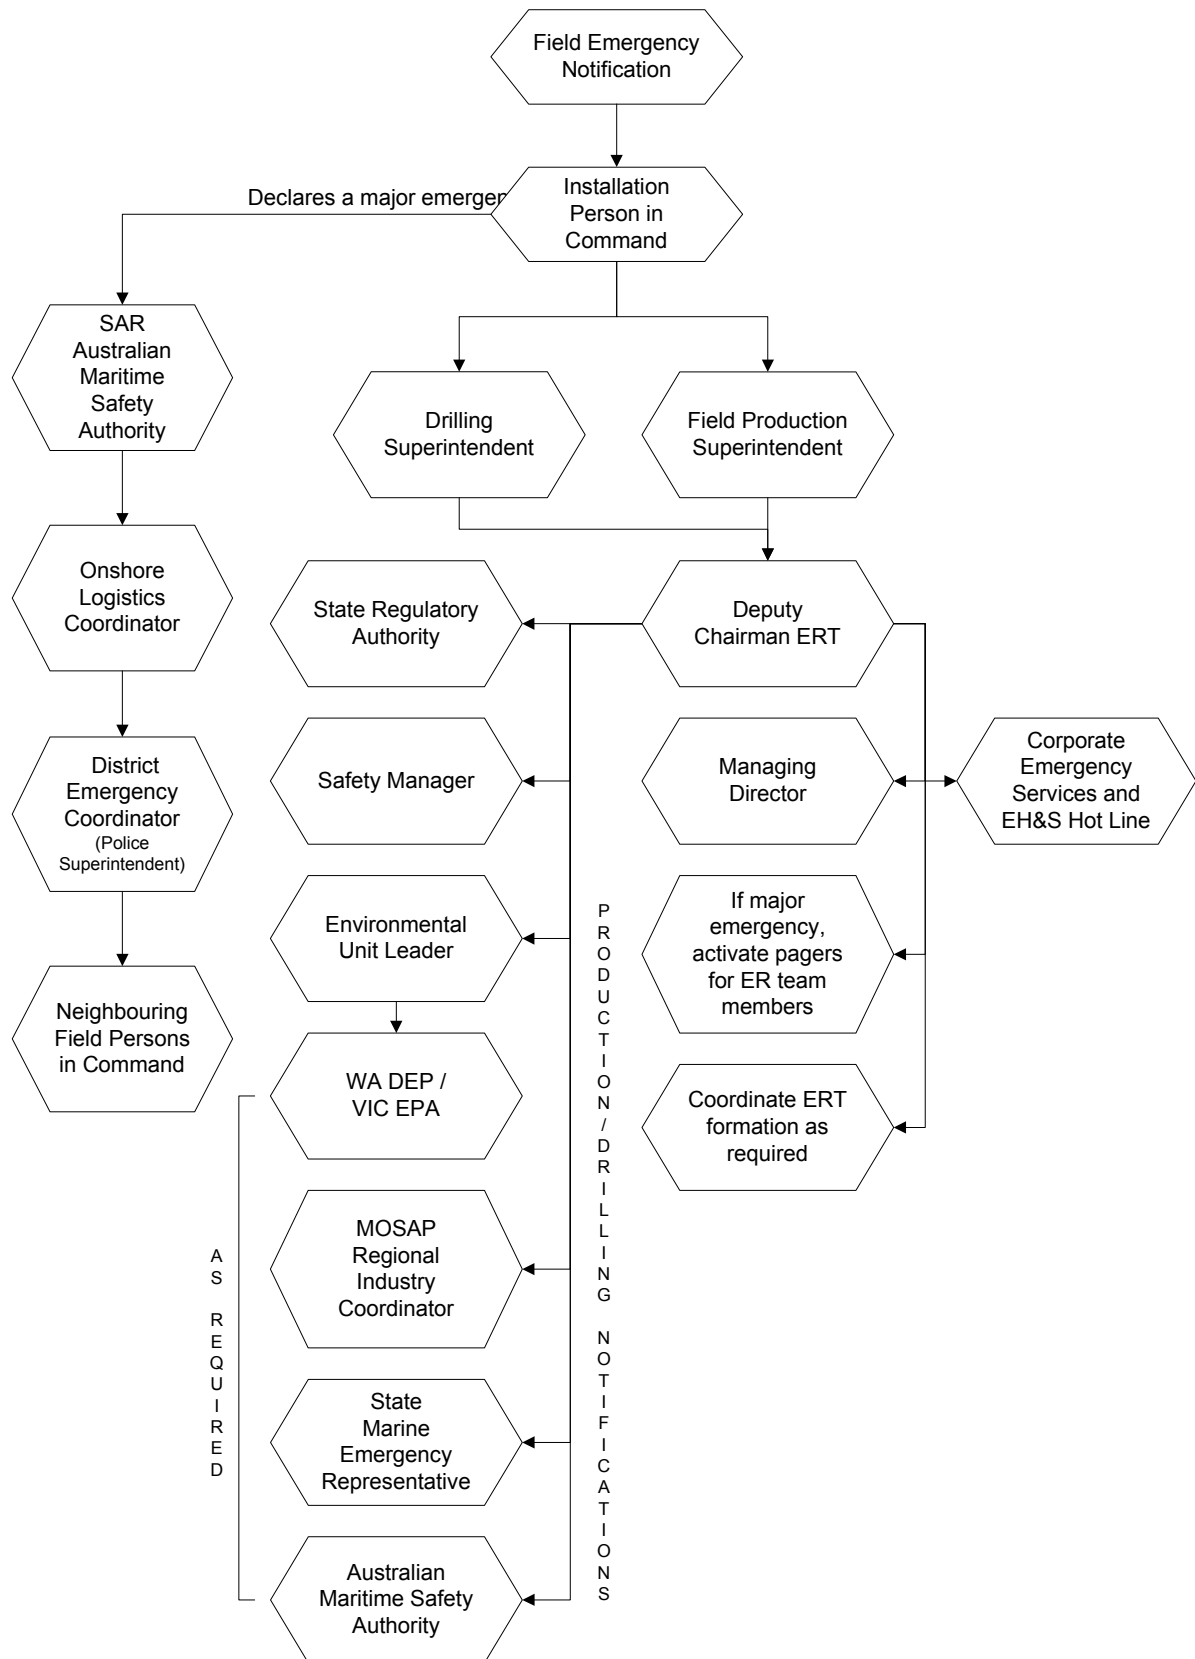 Field Emergency
Notification
Declares a major emergen
Installation
Person in
Command
SAR
Australian
Maritime
Safety
Authority
Drilling
Superintendent
Field Production
Superintendent
Onshore
Logistics
Coordinator
State Regulatory
Authority
Deputy
Chairman ERT
District
Emergency
Coordinator
(Police
Superintendent)
Safety Manager
Managing
Director
Corporate
Emergency
Services and
EH&S Hot Line
Environmental
Unit Leader
If major
emergency,
activate pagers
for ER team
members
Neighbouring
Field Persons
in Command
WA DEP /
VIC EPA
Coordinate ERT
formation as
required
MOSAP
Regional
Industry
Coordinator
State
Marine
Emergency
Representative
Australian
Maritime Safety
Authority
AS REQUIRED
PRODUCTION/DRILLING NOTIFICATIONS